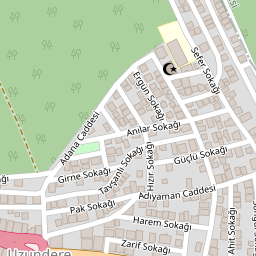 Sefer Sokağı
Ergün Sokağı
Adana Caddesi
Anılar Sokağı
Güçlü Sokağı
Hızır Sokağı
Tavşanlı Sokağı
Girne Sokağı
Adıyaman Caddesi
Pak Sokağı
Harem Sokağı
Ahit Sokağı
Zarif Sokağı
Uzundere